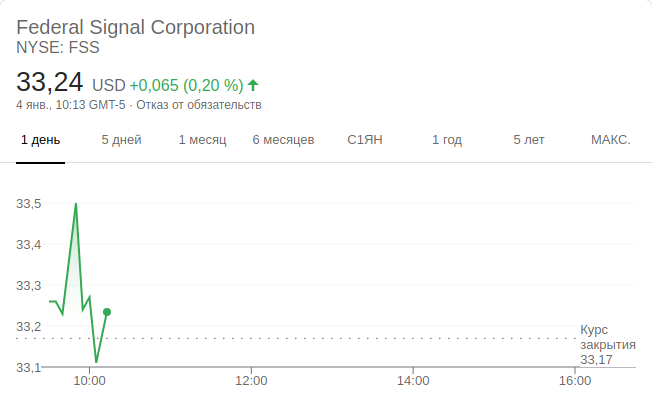 Federal Signal Corporation
NYSE: FSS
33,24 USD +0,065 (0,20 %)
4 янв., 10:13 GMT-5 · Отказ от обязательств
1 день 5 дней 1 месяц 6 месяцев С1ЯН 1 год 5 лет МАКС.
33,5
33,4
33,3
33,2
33,1
Курс
закрытия
33,17
10:00 12:00 14:00 16:00